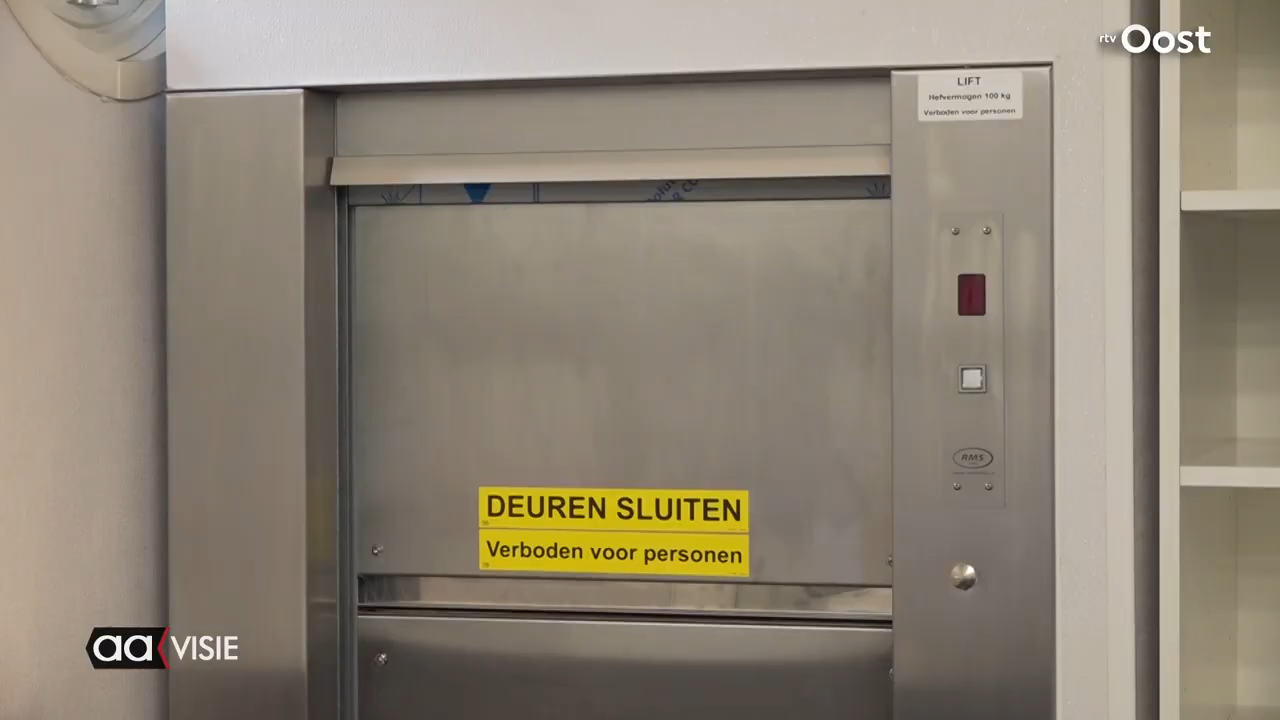 rtv Oost
LIFT
Hefvermogen 100 kg
Verboden voor personen
RMS
DEUREN SLUITEN
Verboden voor personen
aa VISIE